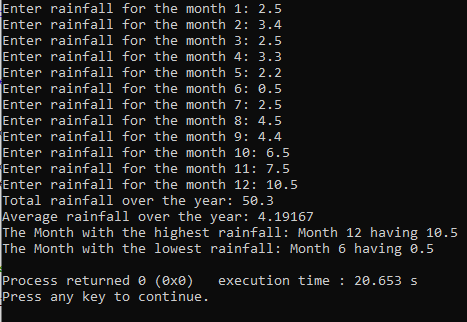 Enter rainfall for the month 1: 2.5
Enter rainfall for the month 2: 3.4
Enter rainfall for the month 3: 2.5
Enter rainfall for the month 4: 3.3
Enter rainfall for the month 5: 2.2
Enter rainfall for the month 6: 0.5
Enter rainfall for the month 7: 2.5
Enter rainfall for the month 8: 4.5
Enter rainfall for the month 9: 4.4
Enter rainfall for the month 10: 6.5
Enter rainfall for the month 11: 7.5
Enter rainfall for the month 12: 10.5
Total rainfall over the year: 50.3
Average rainfall over the year: 4.19167
The Month with the highest rainfall: Month 12 having 10.5
The Month with the lowest rainfall: Month 6 having 0.5
Process returned 0 (0x0)   execution time : 20.653 s
Press any key to continue.